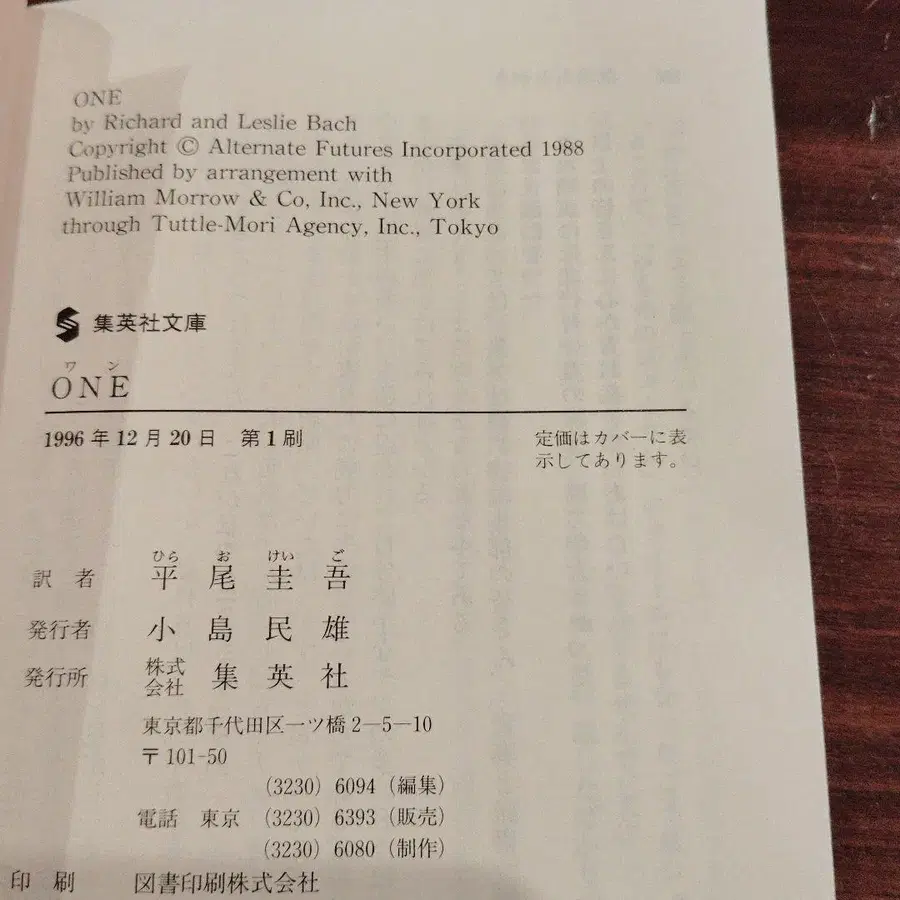 ONE
by Richard and Leslie Bach
Copyright © Alternate Futures Incorporated 1988
Published by arrangement with
William Morrow & Co, Inc., New York
through Tuttle-Mori Agency, Inc., Tokyo
集英社文庫
ワン
ONE
1996年12月20日 第1刷
定価はカバーに表
示してあります。
ひら お けい ご
訳者 平尾圭吾
発行者 小島民雄
発行所 株式会社 集英社
東京都千代田区一ツ橋2—5—10
〒101-50
(3230) 6094 (編集)
電話 東京 (3230) 6393 (販売)
(3230) 6080 (制作)
印刷 図書印刷株式会社